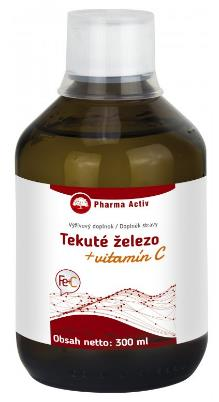 Pharma Activ
Výživový doplnok / Doplněk stravy
Tekuté železo
+vitamín C
Fe+C
Obsah netto: 300 ml